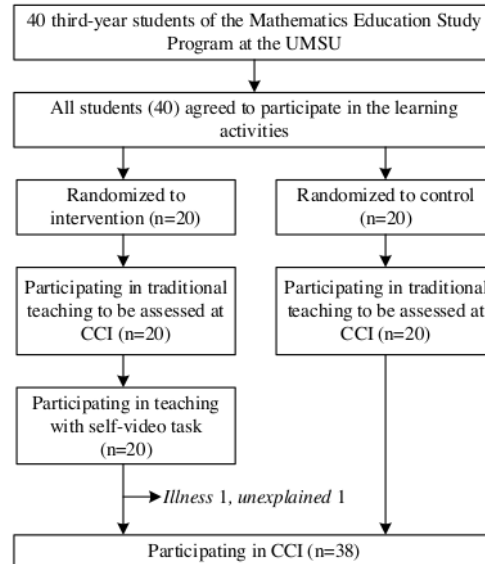 40 third-year students of the Mathematics Education Study
Program at the UMSU
All students (40) agreed to participate in the learning
activities
Randomized to
intervention (n=20)
Randomized to control
(n=20)
Participating in traditional
teaching to be assessed at
CCI (n=20)
Participating in traditional
teaching to be assessed at
CCI (n=20)
Participating in teaching
with self-video task
(n=20)
Illness 1, unexplained 1
Participating in CCI (n=38)